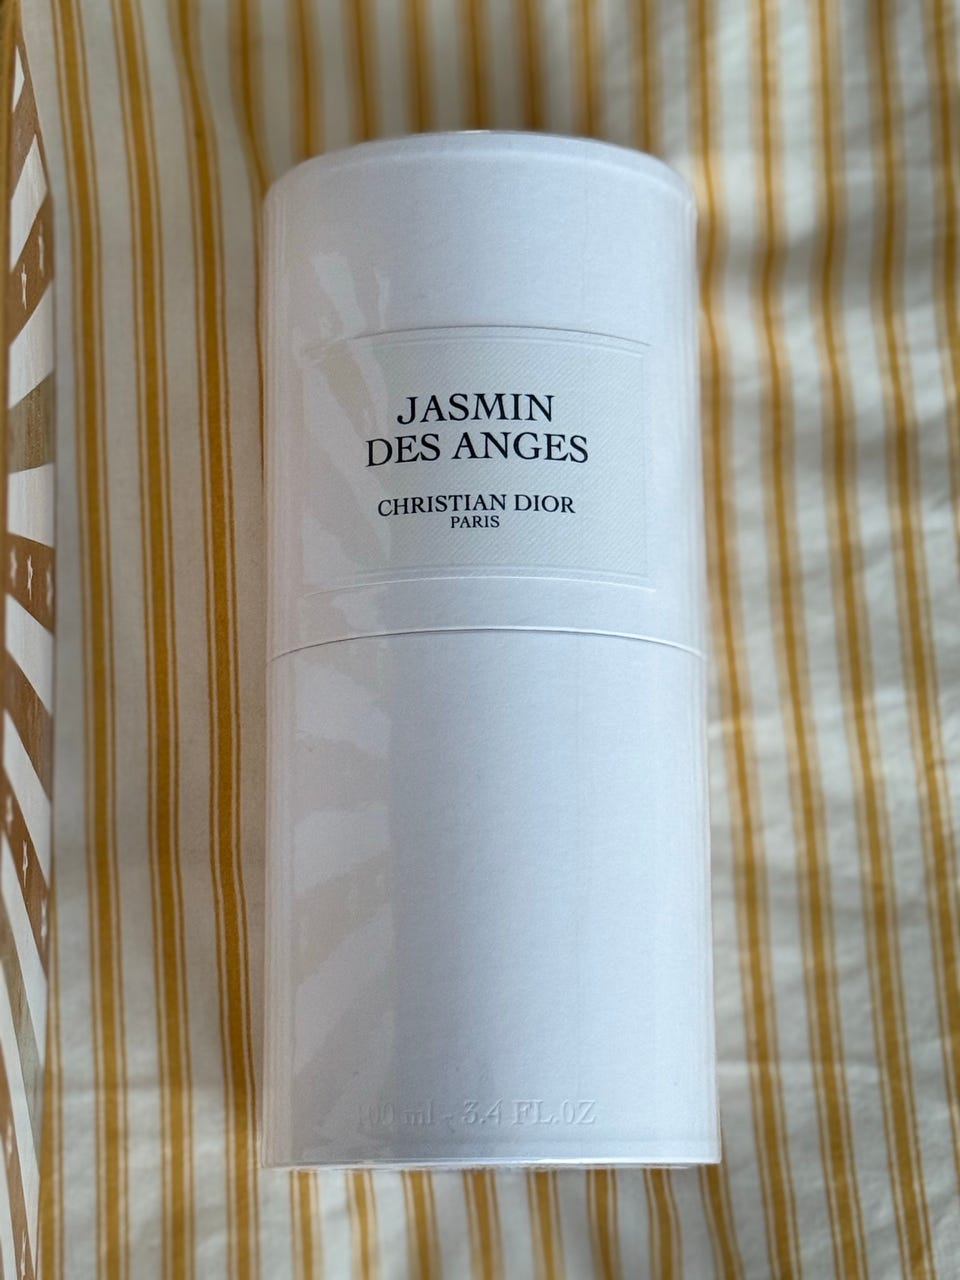 JASMIN
DES ANGES
CHRISTIAN DIOR
PARIS
100 ml - 3.4 FL.OZ